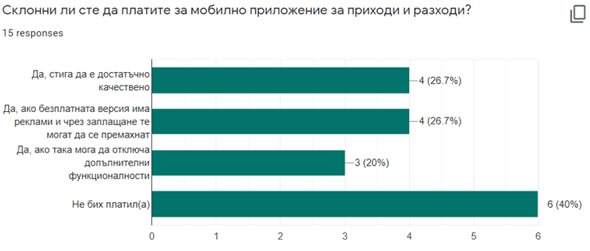 Склонни ли сте да платите за мобилно приложение за приходи и разходи?
15 responses
Да, стига да е достатъчно
качествено
4 (26.7%)
Да, ако безплатната версия има
реклами и чрез заплащане те
могат да се премахнат
4 (26.7%)
Да, ако така мога да отключа
допълнителни
функционалности
3 (20%)
Не бих платил(а)
6 (40%)
0 1 2 3 4 5 6